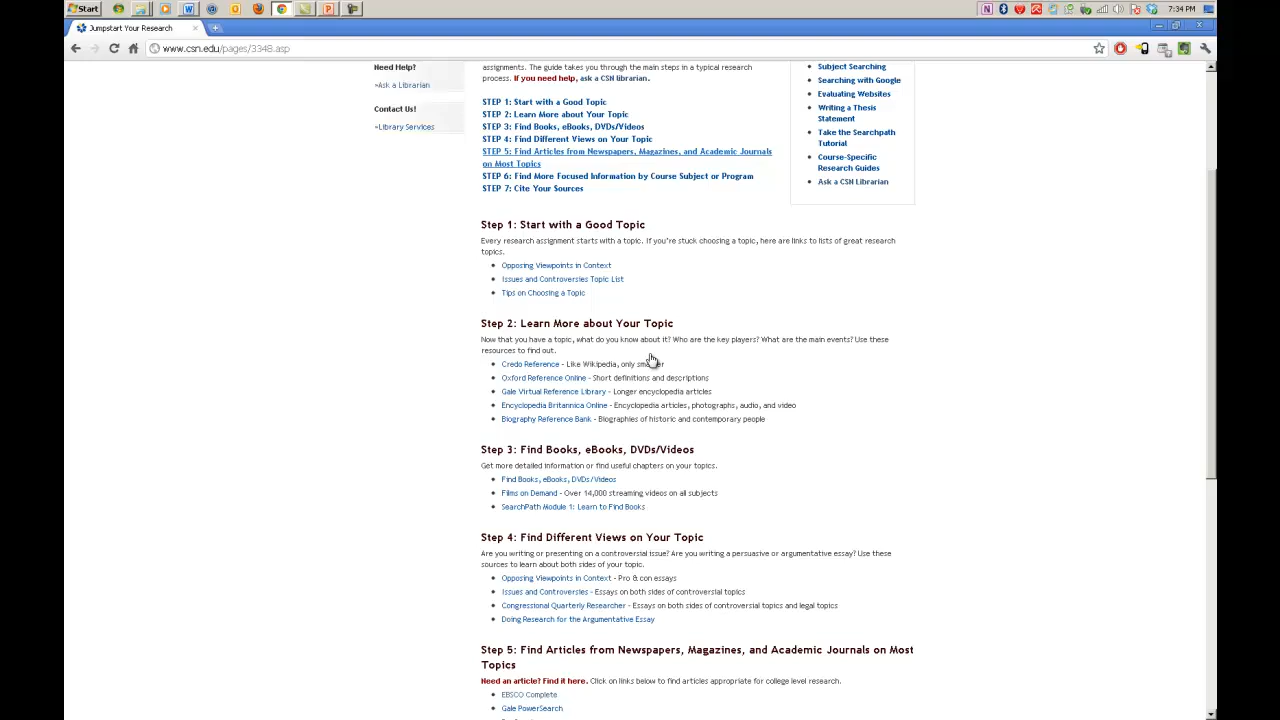 Start
7:34 PM
Jumpstart Your Research
www.csn.edu/pages/3348.asp
Need Help?
»Ask a Librarian
Contact Us!
»Library Services
assignments. The guide takes you through the main steps in a typical research
process. If you need help, ask a CSN librarian.
STEP 1: Start with a Good Topic
STEP 2: Learn More about Your Topic
STEP 3: Find Books, eBooks, DVDs/Videos
STEP 4: Find Different Views on Your Topic
STEP 5: Find Articles from Newspapers, Magazines, and Academic Journals
on Most Topics
STEP 6: Find More Focused Information by Course Subject or Program
STEP 7: Cite Your Sources
Subject Searching
Searching with Google
Evaluating Websites
Writing a Thesis
Statement
Take the Searchpath
Tutorial
Course-Specific
Research Guides
Ask a CSN Librarian
Step 1: Start with a Good Topic
Every research assignment starts with a topic. If you're stuck choosing a topic, here are links to lists of great research
topics.
Opposing Viewpoints in Context
Issues and Controversies Topic List
Tips on Choosing a Topic
Step 2: Learn More about Your Topic
Now that you have a topic, what do you know about it? Who are the key players? What are the main events? Use these
resources to find out.
Credo Reference - Like Wikipedia, only
Oxford Reference Online - Short definitions and descriptions
Gale Virtual Reference Library - Longer encyclopedia articles
Encyclopedia Britannica Online - Encyclopedia articles, photographs, audio, and video
Biography Reference Bank - Biographies of historic and contemporary people
Step 3: Find Books, eBooks, DVDs/Videos
Get more detailed information or find useful chapters on your topics.
Find Books, eBooks, DVDs/Videos
Films on Demand - Over 14,000 streaming videos on all subjects
SearchPath Module 1: Learn to Find Books
Step 4: Find Different Views on Your Topic
Are you writing or presenting on a controversial issue? Are you writing a persuasive or argumentative essay? Use these
sources to learn about both sides of your topic.
Opposing Viewpoints in Context - Pro & con essays
Issues and Controversies - Essays on both sides of controversial topics
Congressional Quarterly Researcher - Essays on both sides of controversial topics and legal topics
Doing Research for the Argumentative Essay
Step 5: Find Articles from Newspapers, Magazines, and Academic Journals on Most
Topics
Need an article? Find it here. Click on links below to find articles appropriate for college level research.
EBSCO Complete
Gale PowerSearch